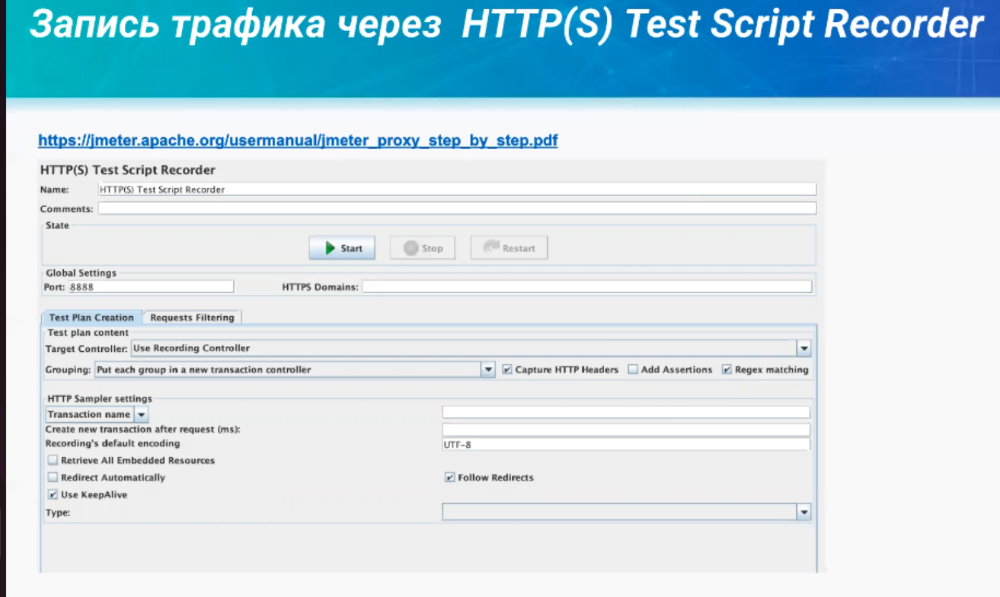 Запись трафика через HTTP(S) Test Script Recorder
https://jmeter.apache.org/usermanual/jmeter_proxy_step_by_step.pdf
HTTP(S) Test Script Recorder
Name: HTTP(S) Test Script Recorder
Comments:
State
Start Stop Restart
Global Settings
Port: 8888 HTTPS Domains:
Test Plan Creation Requests Filtering
Test plan content
Target Controller: Use Recording Controller
Grouping: Put each group in a new transaction controller Capture HTTP Headers Add Assertions Regex matching
HTTP Sampler settings
Transaction name
Create new transaction after request (ms):
Recording's default encoding UTF-8
Retrieve All Embedded Resources
Redirect Automatically Follow Redirects
Use KeepAlive
Type: